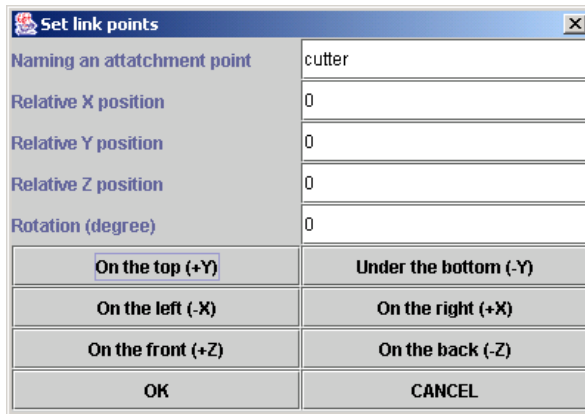 Set link points
Naming an attatchment point cutter
Relative X position 0
Relative Y position 0
Relative Z position 0
Rotation (degree) 0
On the top (+Y) Under the bottom (-Y)
On the left (-X) On the right (+X)
On the front (+Z) On the back (-Z)
OK CANCEL